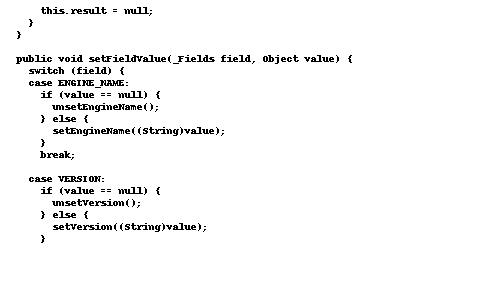 this.result = null;
}
}
public void setFieldValue(_Fields field, Object value) {
switch (field) {
case ENGINE_NAME:
if (value == null) {
unsetEngineName();
} else {
setEngineName((String)value);
}
break;
case VERSION:
if (value == null) {
unsetVersion();
} else {
setVersion((String)value);
}